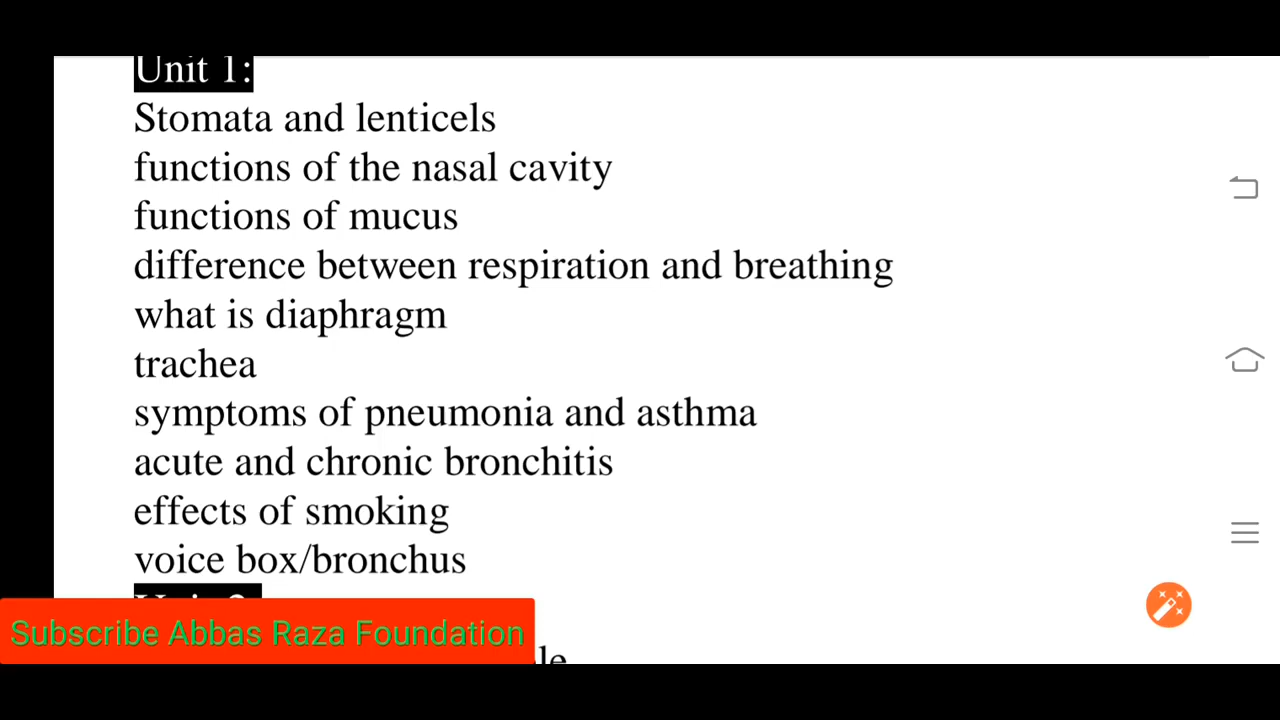 Unit 1:
Stomata and lenticels
functions of the nasal cavity
functions of mucus
difference between respiration and breathing
what is diaphragm
trachea
symptoms of pneumonia and asthma
acute and chronic bronchitis
effects of smoking
voice box/bronchus
Subscribe Abbas Raza Foundation